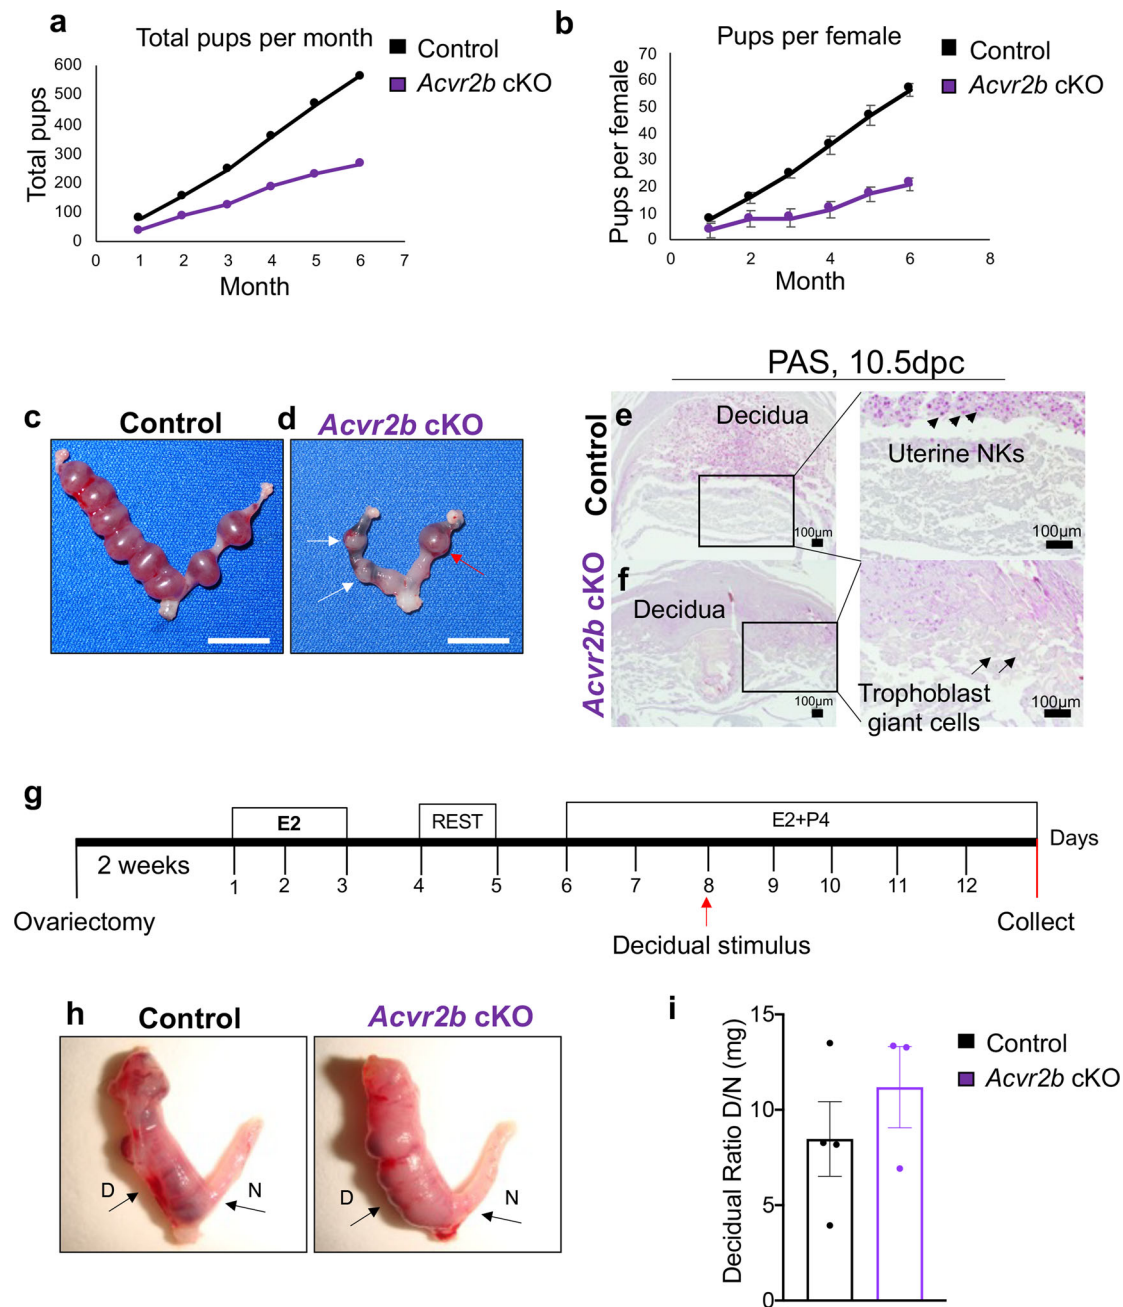 a
Total pups per month
Control
Acvr2b cKO
Total pups
600
500
400
300
200
100
0
0 1 2 3 4 5 6 7
Month
b
Pups per female
Control
Acvr2b cKO
Pups per female
70
60
50
40
30
20
10
0
0 2 4 6 8
Month
c
Control
d
Acvr2b cKO
PAS, 10.5dpc
Control
e
Decidua
100µm
Uterine NKs
100µm
Acvr2b cKO
f
Decidua
100µm
Trophoblast
giant cells
100µm
g
E2
REST
E2+P4
Days
2 weeks
1 2 3 4 5 6 7 8 9 10 11 12
Ovariectomy
Decidual stimulus
Collect
h
Control
Acvr2b cKO
D
N
D
N
i
Decidual Ratio D/N (mg)
15
10
5
0
Control
Acvr2b cKO